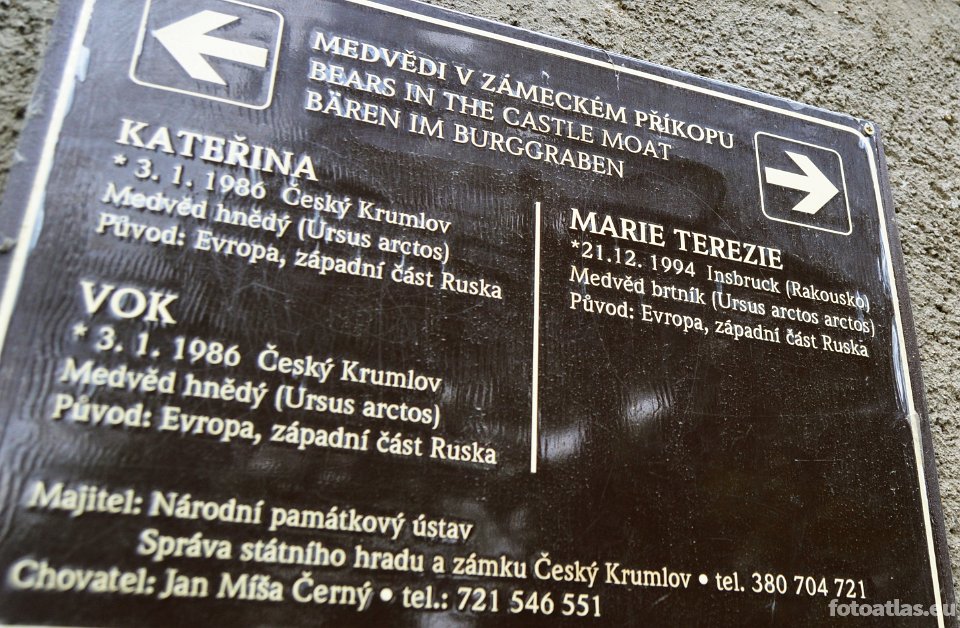 MEDVĚDI V ZÁMECKÉM PŘÍKOPU
BEARS IN THE CASTLE MOAT
BÄREN IM BURGGRABEN
KATEŘINA
* 3. 1. 1986 Český Krumlov
Medvěd hnědý (Ursus arctos)
Původ: Evropa, západní část Ruska
VOK
* 3. 1. 1986 Český Krumlov
Medvěd hnědý (Ursus arctos)
Původ: Evropa, západní část Ruska
MARIE TEREZIE
*21.12. 1994 Insbruck (Rakousko)
Medvěd brtník (Ursus arctos arctos)
Původ: Evropa, západní část Ruska
Majitel: Národní památkový ústav
Správa státního hradu a zámku Český Krumlov • tel. 380 704 721
Chovatel: Jan Míša Černý • tel.: 721 546 551
fotoatlas.eu